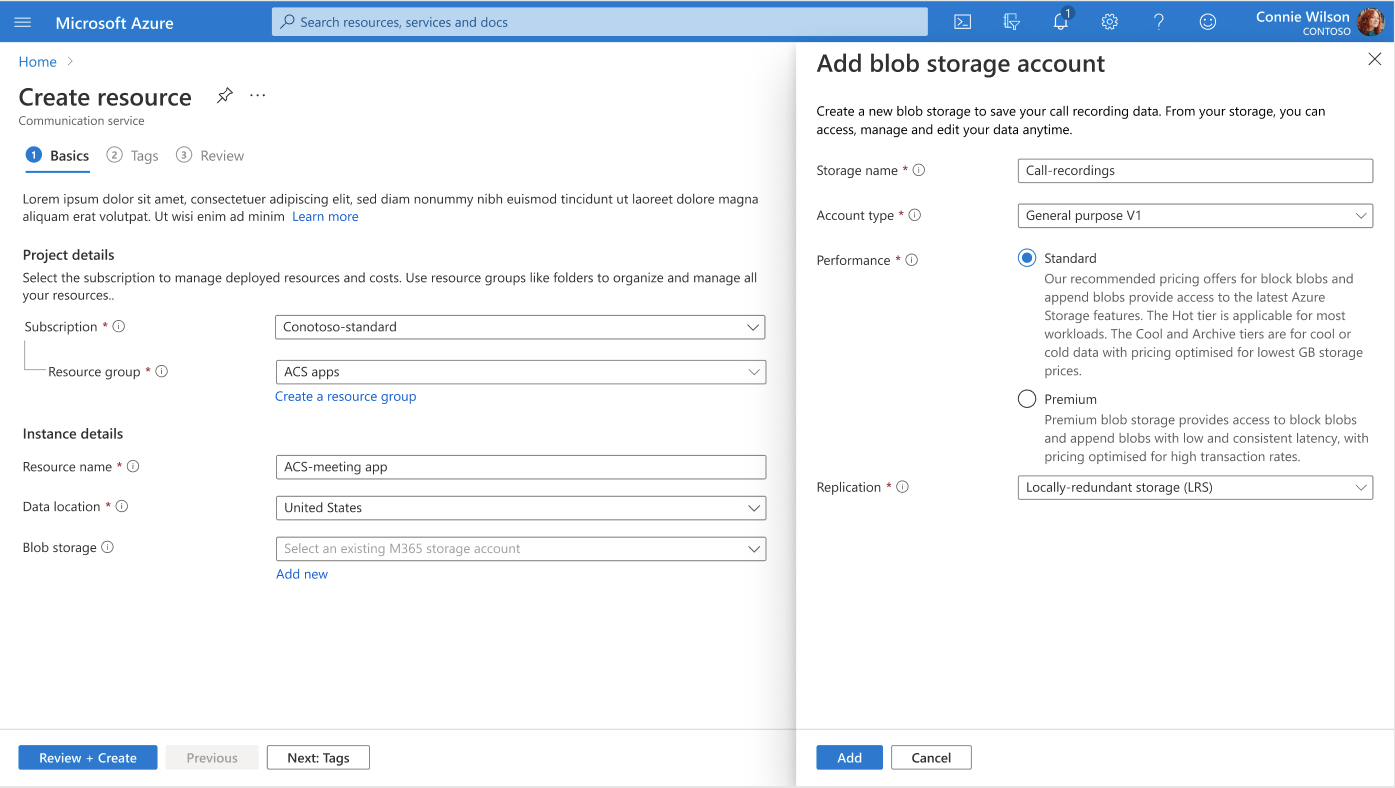 Microsoft Azure
Search resources, services and docs
1
Connie Wilson
CONTOSO
Home
Create resource
Communication service
1 Basics
2 Tags
3 Review
Lorem ipsum dolor sit amet, consectetuer adipiscing elit, sed diam nonummy nibh euismod tincidunt ut laoreet dolore magna
aliquam erat volutpat. Ut wisi enim ad minim Learn more
Project details
Select the subscription to manage deployed resources and costs. Use resource groups like folders to organize and manage all
your resources..
Subscription *
Conotoso-standard
Resource group *
ACS apps
Create a resource group
Instance details
Resource name *
ACS-meeting app
Data location *
United States
Blob storage
Select an existing M365 storage account
Add new
Review + Create
Previous
Next: Tags
Add blob storage account
Create a new blob storage to save your call recording data. From your storage, you can
access, manage and edit your data anytime.
Storage name *
Call-recordings
Account type *
General purpose V1
Performance *
Standard
Our recommended pricing offers for block blobs and
append blobs provide access to the latest Azure
Storage features. The Hot tier is applicable for most
workloads. The Cool and Archive tiers are for cool or
cold data with pricing optimised for lowest GB storage
prices.
Premium
Premium blob storage provides access to block blobs
and append blobs with low and consistent latency, with
pricing optimised for high transaction rates.
Replication *
Locally-redundant storage (LRS)
Add
Cancel